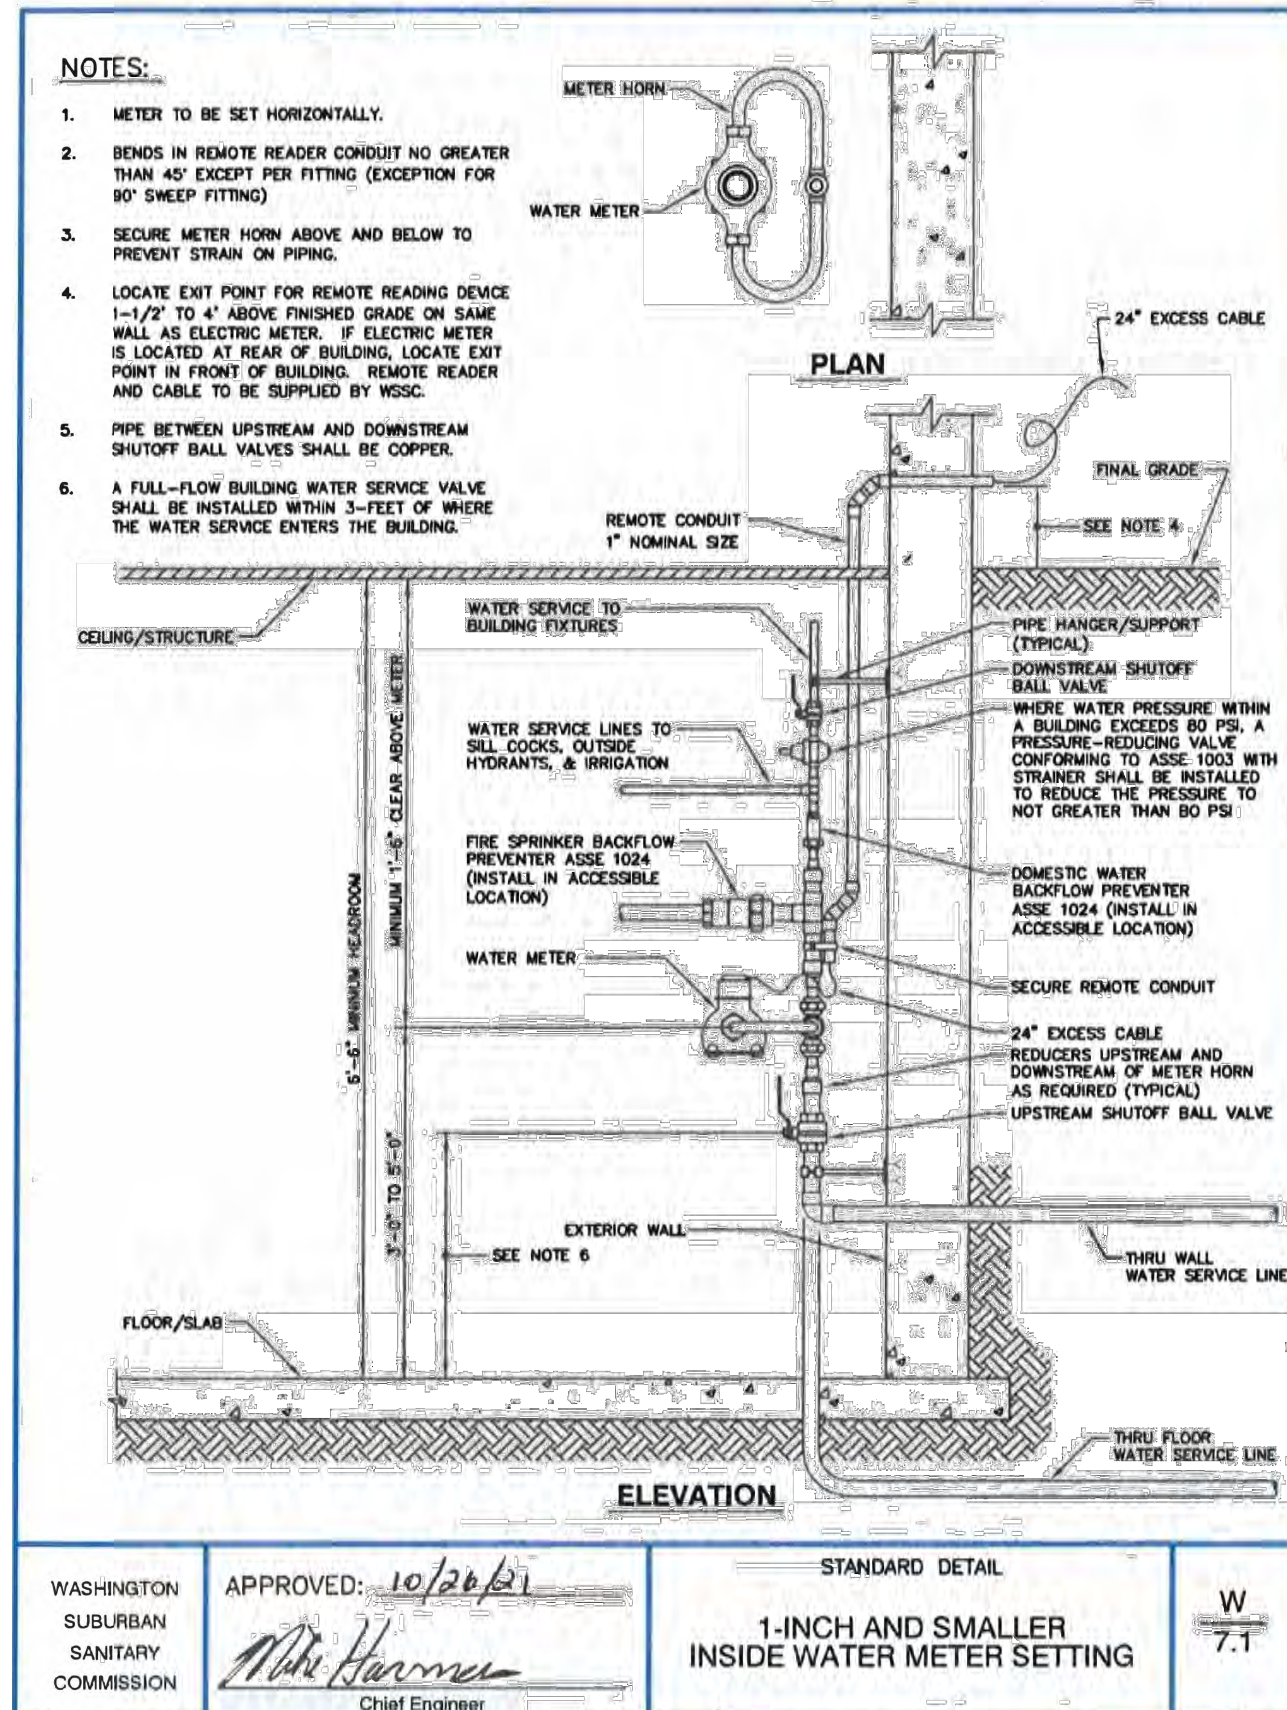 NOTES:
1. METER TO BE SET HORIZONTALLY.
2. BENDS IN REMOTE READER CONDUIT NO GREATER
THAN 45° EXCEPT PER FITTING (EXCEPTION FOR
90° SWEEP FITTING)
3. SECURE METER HORN ABOVE AND BELOW TO
PREVENT STRAIN ON PIPING.
4. LOCATE EXIT POINT FOR REMOTE READING DEVICE
1-1/2' TO 4' ABOVE FINISHED GRADE ON SAME
WALL AS ELECTRIC METER. IF ELECTRIC METER
IS LOCATED AT REAR OF BUILDING, LOCATE EXIT
POINT IN FRONT OF BUILDING. REMOTE READER
AND CABLE TO BE SUPPLIED BY WSSC.
5. PIPE BETWEEN UPSTREAM AND DOWNSTREAM
SHUTOFF BALL VALVES SHALL BE COPPER.
6. A FULL-FLOW BUILDING WATER SERVICE VALVE
SHALL BE INSTALLED WITHIN 3-FEET OF WHERE
THE WATER SERVICE ENTERS THE BUILDING.
METER HORN
WATER METER
PLAN
24" EXCESS CABLE
FINAL GRADE
SEE NOTE 4
REMOTE CONDUIT
1" NOMINAL SIZE
CEILING/STRUCTURE
WATER SERVICE TO
BUILDING FIXTURES
PIPE HANGER/SUPPORT
(TYPICAL)
DOWNSTREAM SHUTOFF
BALL VALVE
WHERE WATER PRESSURE WITHIN
A BUILDING EXCEEDS 80 PSI, A
PRESSURE-REDUCING VALVE
CONFORMING TO ASSE 1003 WITH
STRAINER SHALL BE INSTALLED
TO REDUCE THE PRESSURE TO
NOT GREATER THAN 80 PSI
WATER SERVICE LINES TO
SILL COCKS, OUTSIDE
HYDRANTS, & IRRIGATION
FIRE SPRINKER BACKFLOW
PREVENTER ASSE 1024
(INSTALL IN ACCESSIBLE
LOCATION)
DOMESTIC WATER
BACKFLOW PREVENTER
ASSE 1024 (INSTALL IN
ACCESSIBLE LOCATION)
WATER METER
SECURE REMOTE CONDUIT
24" EXCESS CABLE
REDUCERS UPSTREAM AND
DOWNSTREAM OF METER HORN
AS REQUIRED (TYPICAL)
UPSTREAM SHUTOFF BALL VALVE
MINIMUM HEADROOM
MINIMUM 1'-6" CLEAR ABOVE METER
3'-0" TO 5'-0"
EXTERIOR WALL
SEE NOTE 6
THRU WALL
WATER SERVICE LINE
FLOOR/SLAB
THRU FLOOR
WATER SERVICE LINE
ELEVATION
WASHINGTON
SUBURBAN
SANITARY
COMMISSION
APPROVED: 10/26/21
Chief Engineer
STANDARD DETAIL
1-INCH AND SMALLER
INSIDE WATER METER SETTING
W
7.1